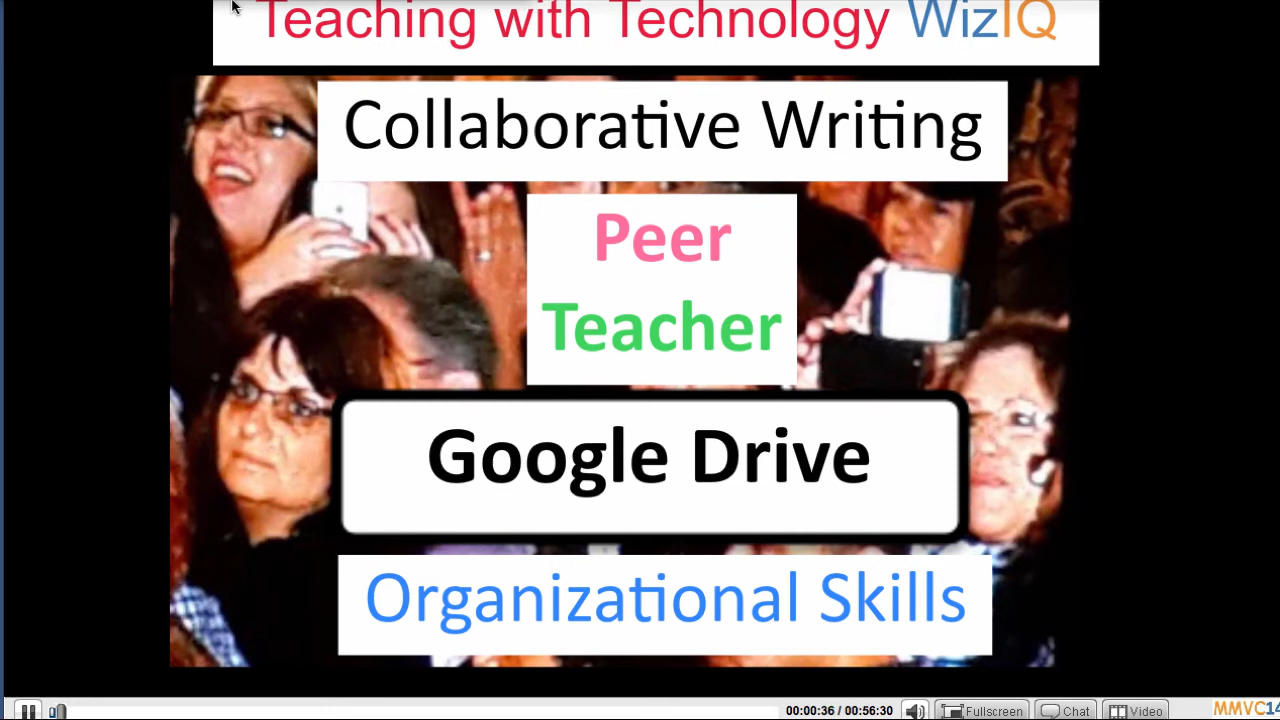 Teaching with Technology WizIQ
Collaborative Writing
Peer
Teacher
Google Drive
Organizational Skills
00:00:36 / 00:56:30
Fullscreen
Chat
Video
MMVC14